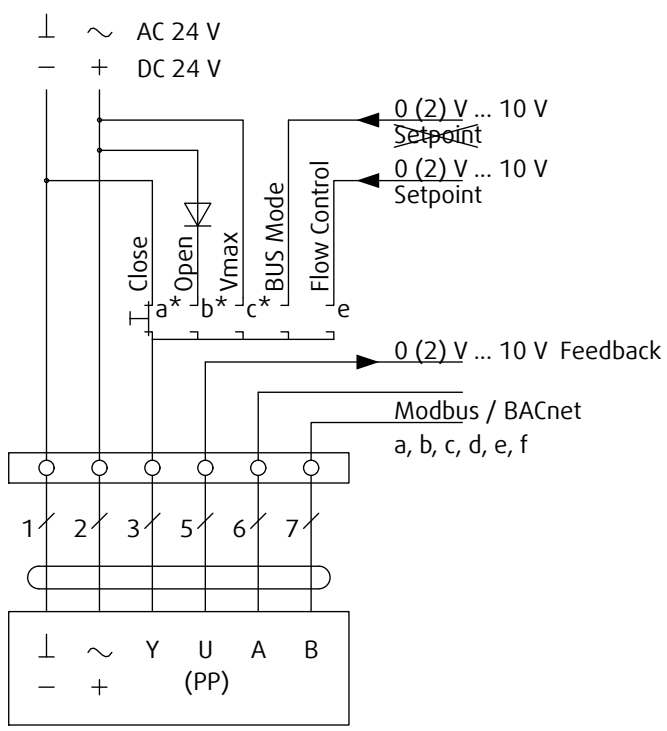 ⊥ ~ AC 24 V
− + DC 24 V
0 (2) V ... 10 V
Setpoint
0 (2) V ... 10 V
Setpoint
Close
Open
Vmax
BUS Mode
Flow Control
a* b* c* e
0 (2) V ... 10 V Feedback
Modbus / BACnet
a, b, c, d, e, f
1 2 3 5 6 7
⊥ ~ Y U A B
− + (PP)